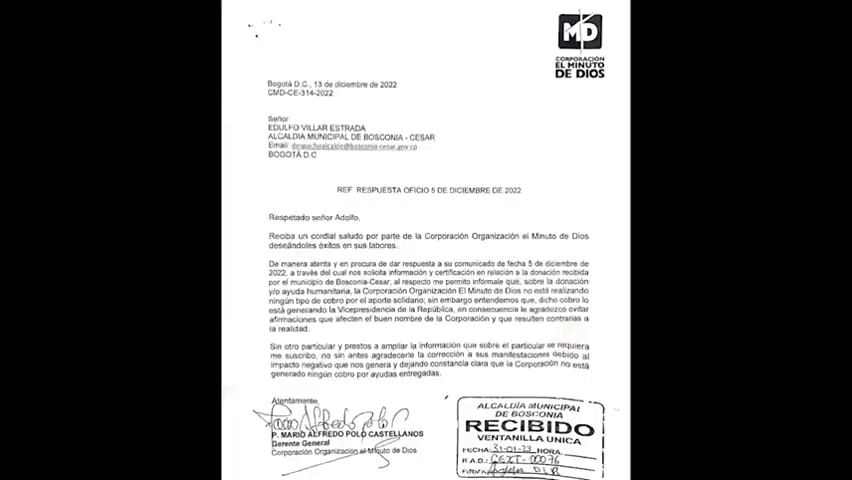 MD
CORPORACIÓN
EL MINUTO
DE DIOS
Bogotá D.C., 13 de diciembre de 2022
CMD-CE-314-2022
Señor
EDULFO VILLAR ESTRADA
ALCALDIA MUNICIPAL DE BOSCONIA - CESAR
Email: despachoalcalde@bosconia-cesar.gov.co
BOGOTÁ D.C
REF RESPUESTA OFICIO 5 DE DICIEMBRE DE 2022
Respetado señor Adolfo,
Reciba un cordial saludo por parte de la Corporación Organización el Minuto de Dios
deseándoles éxitos en sus labores.
De manera atenta y en procura de dar respuesta a su comunicado de fecha 5 de diciembre de
2022, a través del cual nos solicita información y certificación en relación a la donación recibida
por el municipio de Bosconia-Cesar, al respecto me permito infórmale que, sobre la donación
y/o ayuda humanitaria, la Corporación Organización El Minuto de Dios no está realizando
ningún tipo de cobro por el aporte solidario; sin embargo entendemos que, dicho cobro lo
está generando la Vicepresidencia de la República, en consecuencia le agradezco evitar
afirmaciones que afecten el buen nombre de la Corporación y que resulten contrarias a
la realidad.
Sin otro particular y prestos a ampliar la información que sobre el particular se requiera
me suscribo, no sin antes agradecerle la corrección a sus manifestaciones debido al
impacto negativo que nos genera y dejando constancia clara que la Corporación no está
generando ningún cobro por ayudas entregadas.
Atentamente,
P. MARIO ALFREDO POLO CASTELLANOS
Gerente General
Corporación Organización el Minuto de Dios
ALCALDÍA MUNICIPAL
DE BOSCONIA
RECIBIDO
VENTANILLA UNICA
FECHA: 31-01-23 HORA:
RAD.: CEXT-00076
FIRMA: